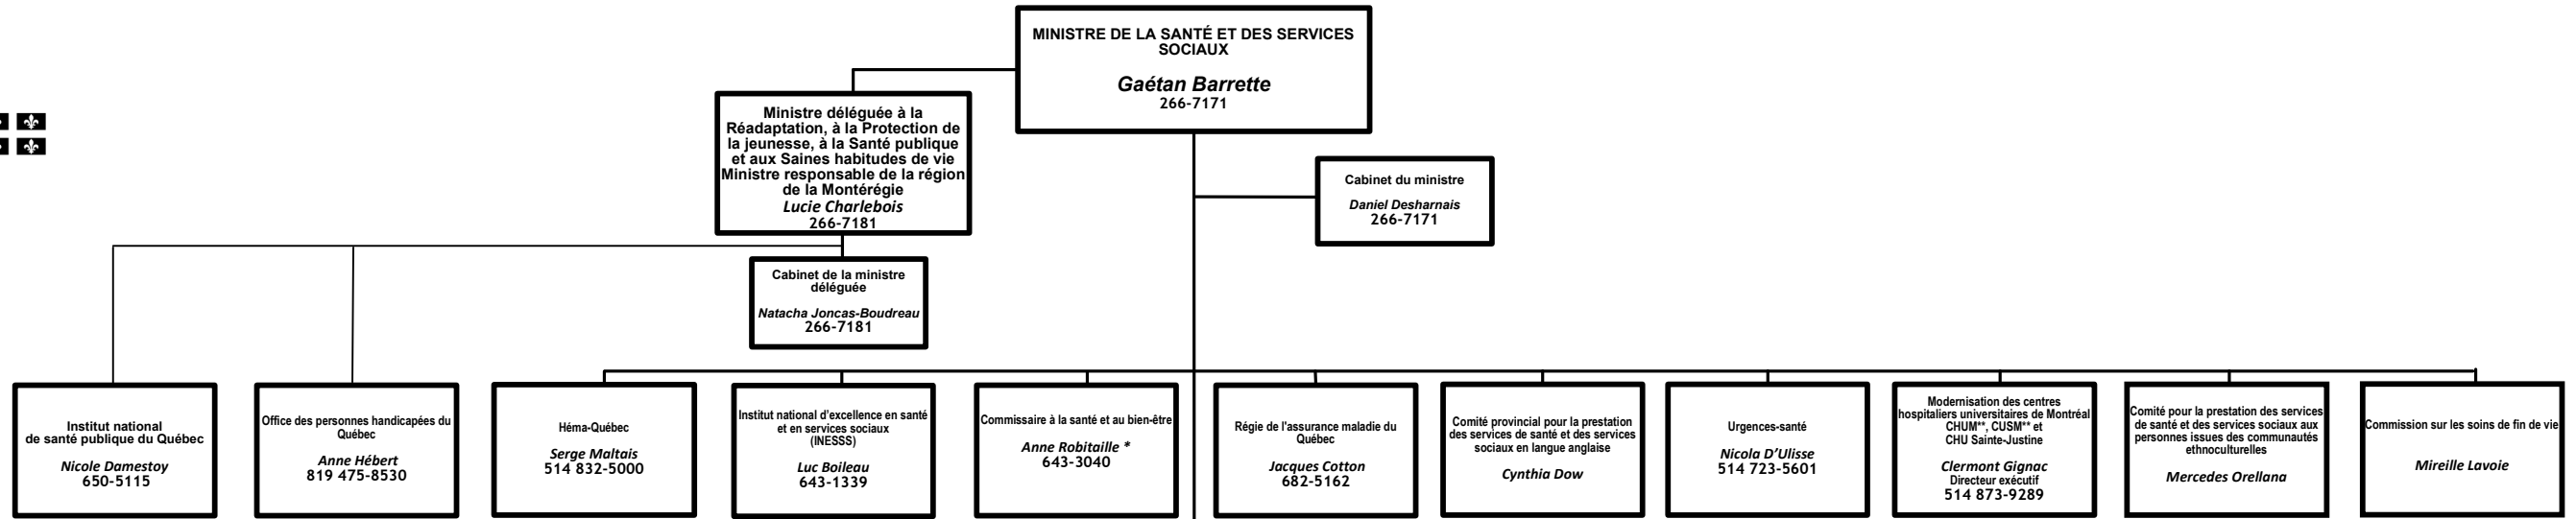 MINISTRE DE LA SANTÉ ET DES SERVICES
SOCIAUX
Gaétan Barrette
266-7171
Ministre déléguée à la
Réadaptation, à la Protection de
la jeunesse, à la Santé publique
et aux Saines habitudes de vie
Ministre responsable de la région
de la Montérégie
Lucie Charlebois
266-7181
Cabinet du ministre
Daniel Desharnais
266-7171
Cabinet de la ministre
déléguée
Natacha Joncas-Boudreau
266-7181
Institut national
de santé publique du Québec
Nicole Damestoy
650-5115
Office des personnes handicapées du
Québec
Anne Hébert
819 475-8530
Héma-Québec
Serge Maltais
514 832-5000
Institut national d'excellence en santé
et en services sociaux
(INESSS)
Luc Boileau
643-1339
Commissaire à la santé et au bien-être
Anne Robitaille *
643-3040
Régie de l'assurance maladie du
Québec
Jacques Cotton
682-5162
Comité provincial pour la prestation
des services de santé et des services
sociaux en langue anglaise
Cynthia Dow
Urgences-santé
Nicola D'Ulisse
514 723-5601
Modernisation des centres
hospitaliers universitaires de Montréal
CHUM**, CUSM** et
CHU Sainte-Justine
Clermont Gignac
Directeur exécutif
514 873-9289
Comité pour la prestation des services
de santé et des services sociaux aux
personnes issues des communautés
ethnoculturelles
Mercedes Orellana
Commission sur les soins de fin de vie
Mireille Lavoie